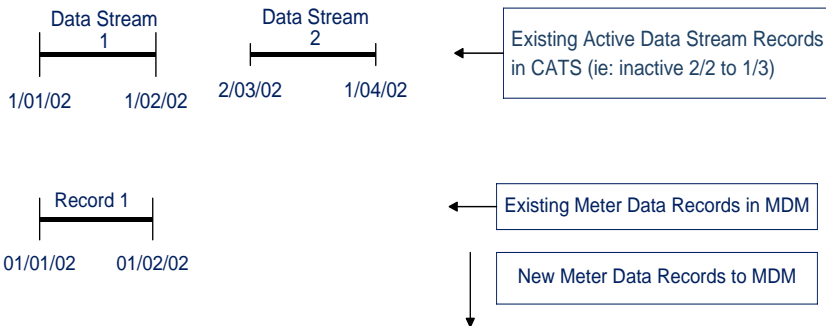 Data Stream
1
Data Stream
2
Existing Active Data Stream Records
in CATS (ie: inactive 2/2 to 1/3)
1/01/02
1/02/02
2/03/02
1/04/02
Record 1
Existing Meter Data Records in MDM
01/01/02
01/02/02
New Meter Data Records to MDM